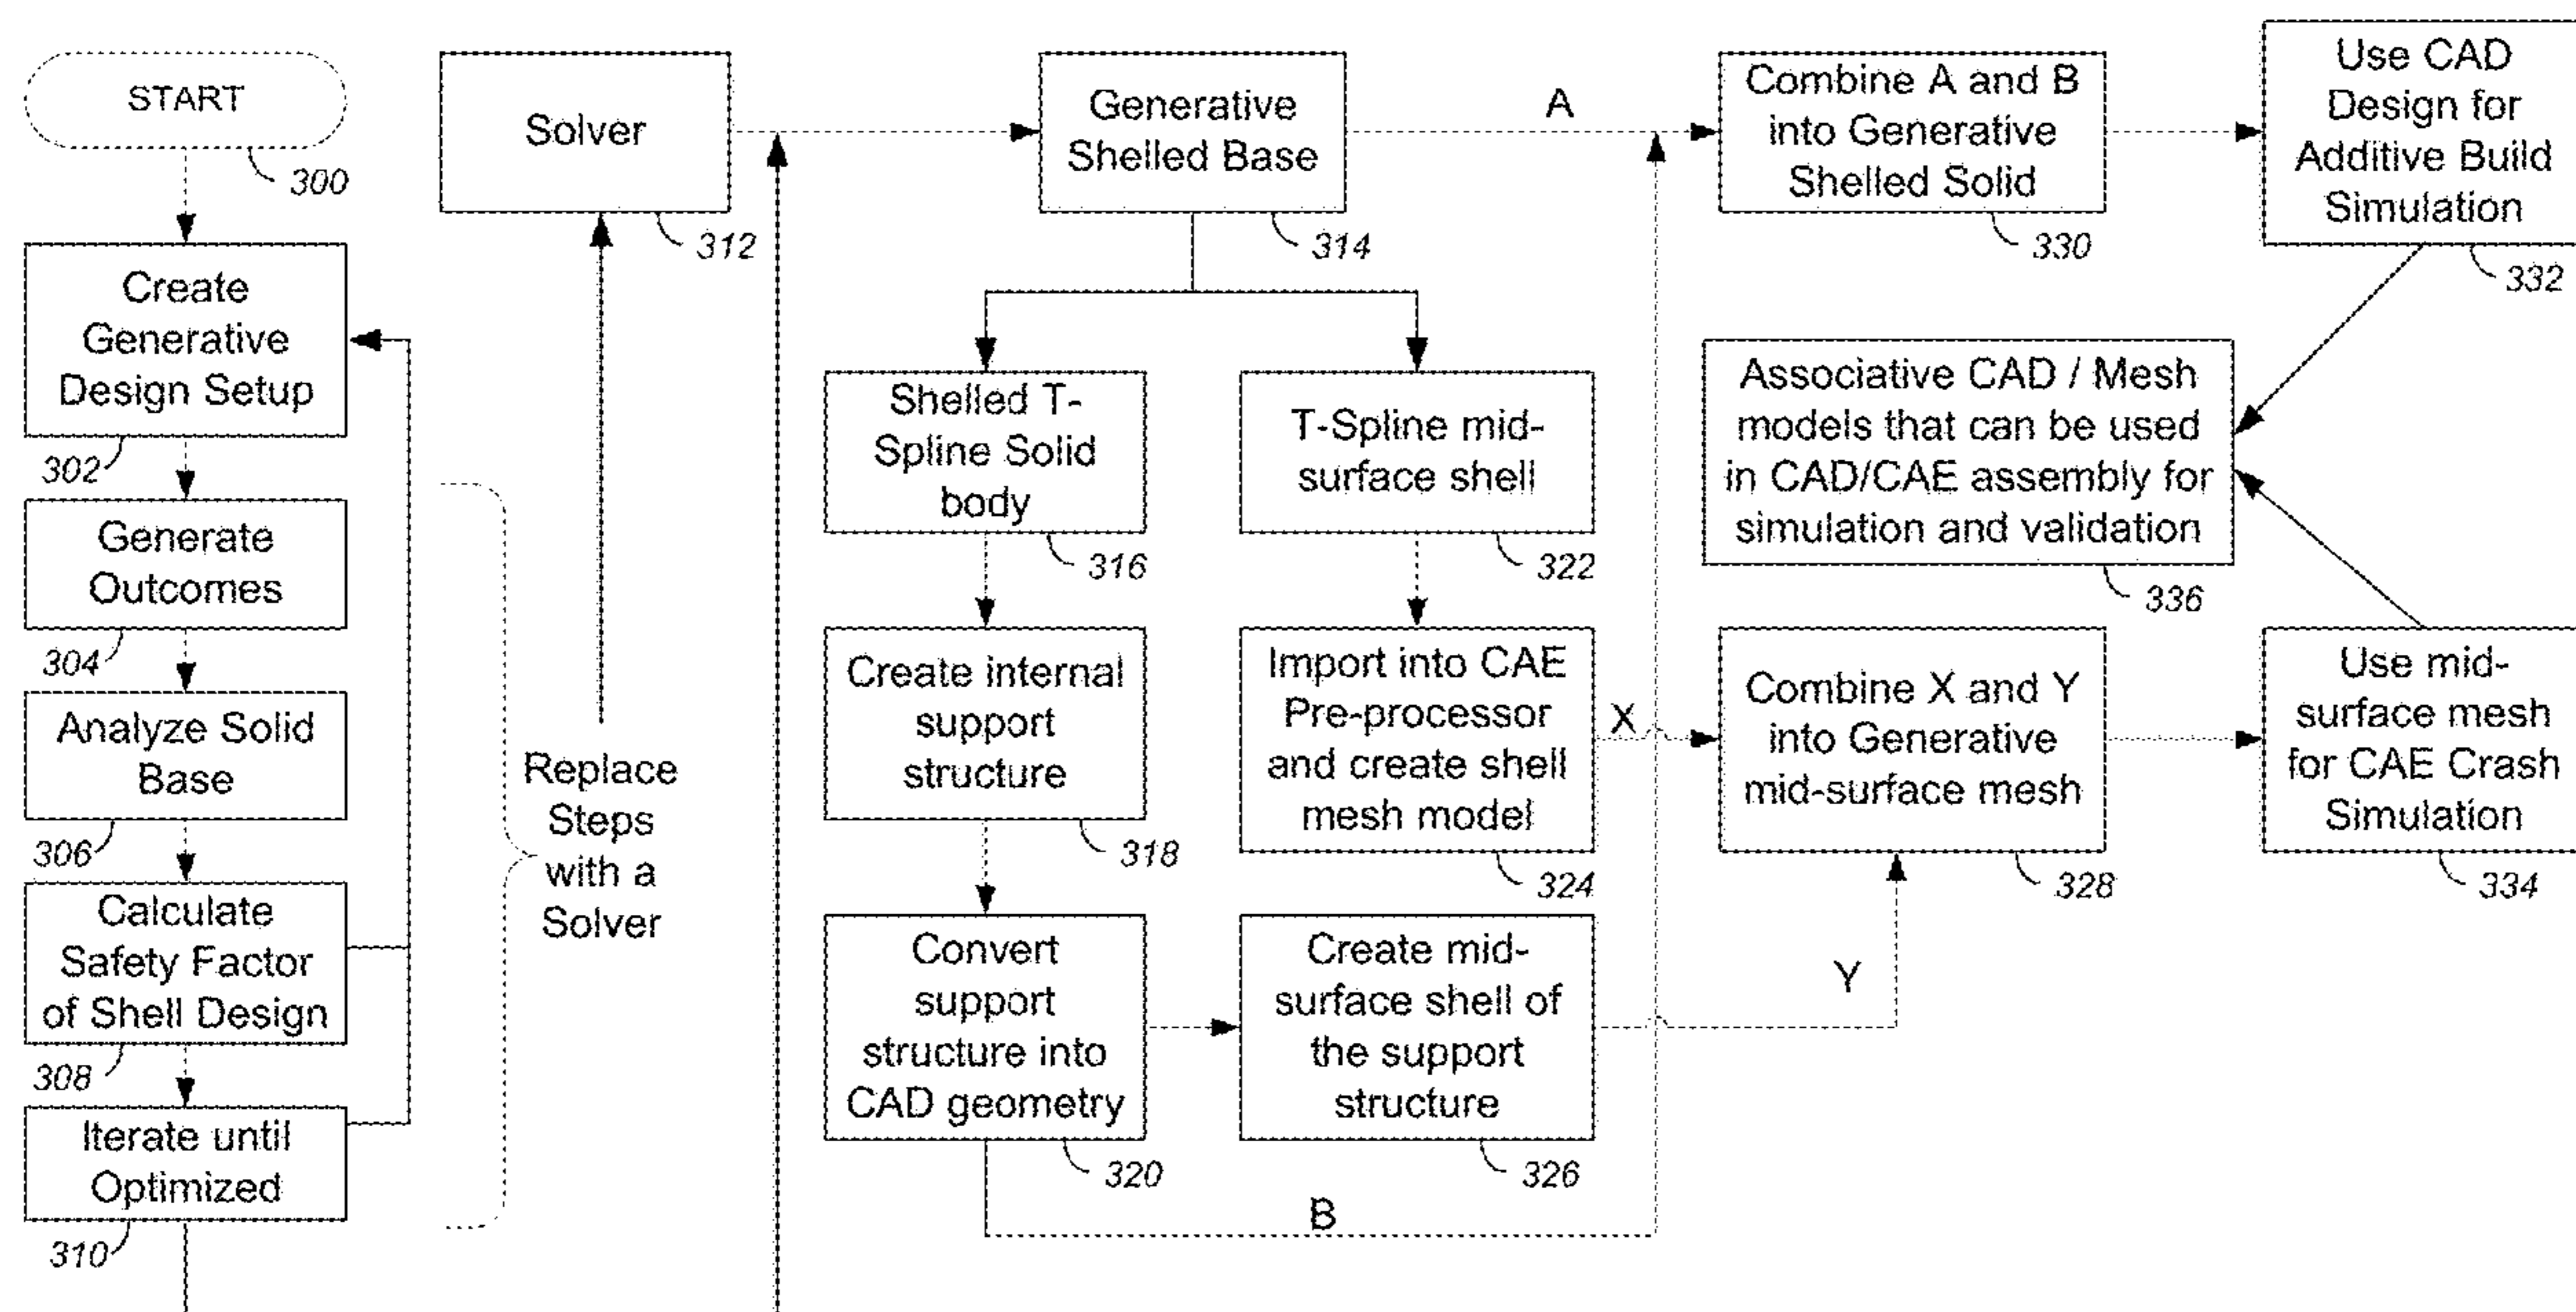 START
300
Create
Generative
Design Setup
302
Generate
Outcomes
304
Analyze Solid
Base
306
Calculate
Safety Factor
of Shell Design
308
Iterate until
Optimized
310
Replace
Steps
with a
Solver
Solver
312
Generative
Shelled Base
314
A
Shelled T-
Spline Solid
body
316
Create internal
support
structure
318
Convert
support
structure into
CAD geometry
320
B
T-Spline mid-
surface shell
322
Import into CAE
Pre-processor
and create shell
mesh model
324
X
Create mid-
surface shell of
the support
structure
326
Y
Combine A and B
into Generative
Shelled Solid
330
Use CAD
Design for
Additive Build
Simulation
332
Associative CAD / Mesh
models that can be used
in CAD/CAE assembly for
simulation and validation
336
Combine X and Y
into Generative
mid-surface mesh
328
Use mid-
surface mesh
for CAE Crash
Simulation
334